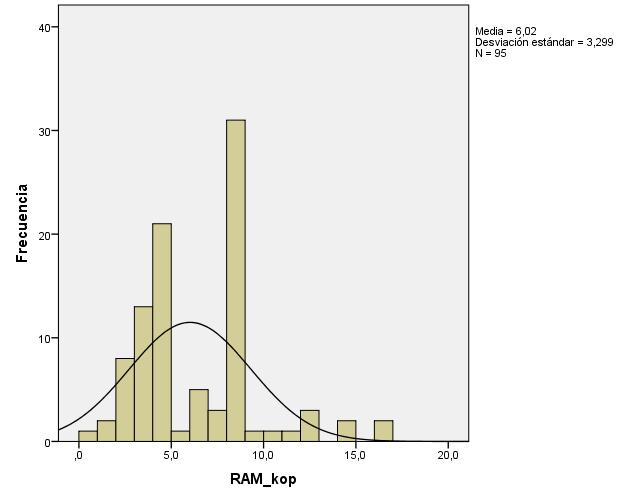 Media = 6,02
Desviación estándar = 3,299
N = 95
Frecuencia
40
30
20
10
0
,0
5,0
10,0
15,0
20,0
RAM_kop